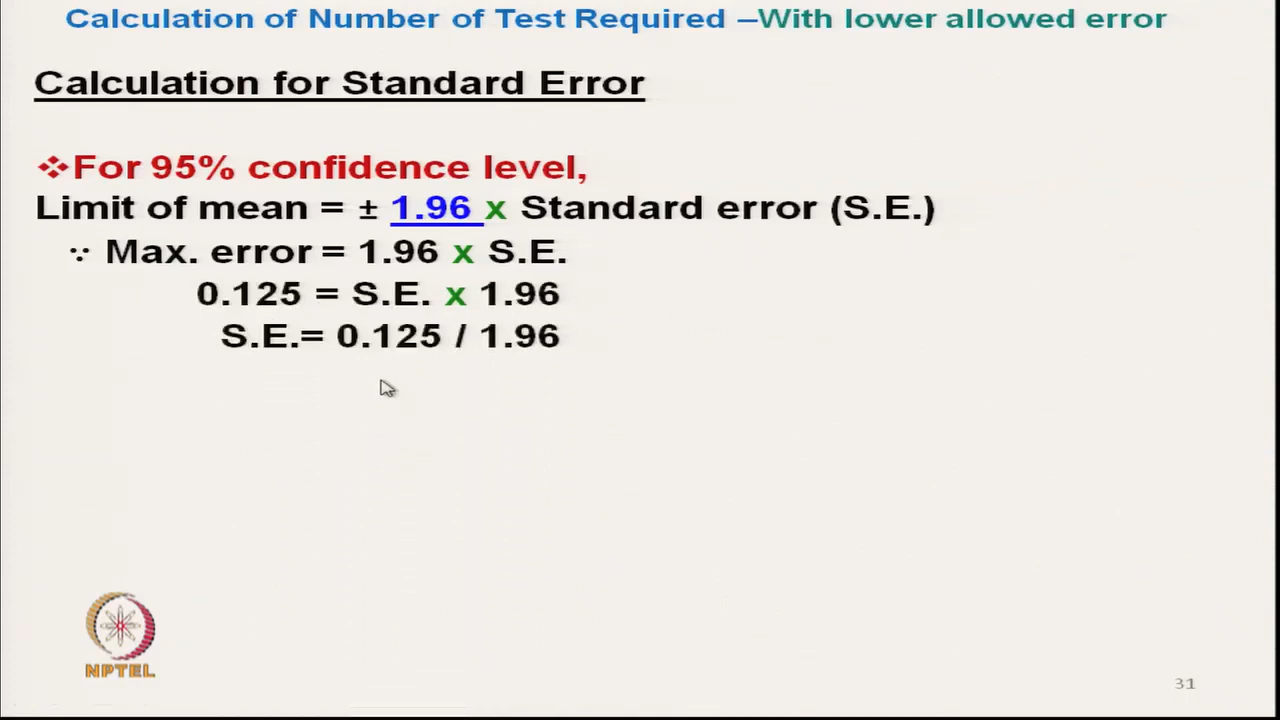 Calculation of Number of Test Required –With lower allowed error
Calculation for Standard Error
❖For 95% confidence level,
Limit of mean = ± 1.96 x Standard error (S.E.)
∵ Max. error = 1.96 x S.E.
0.125 = S.E. x 1.96
S.E.= 0.125 / 1.96
NPTEL
31